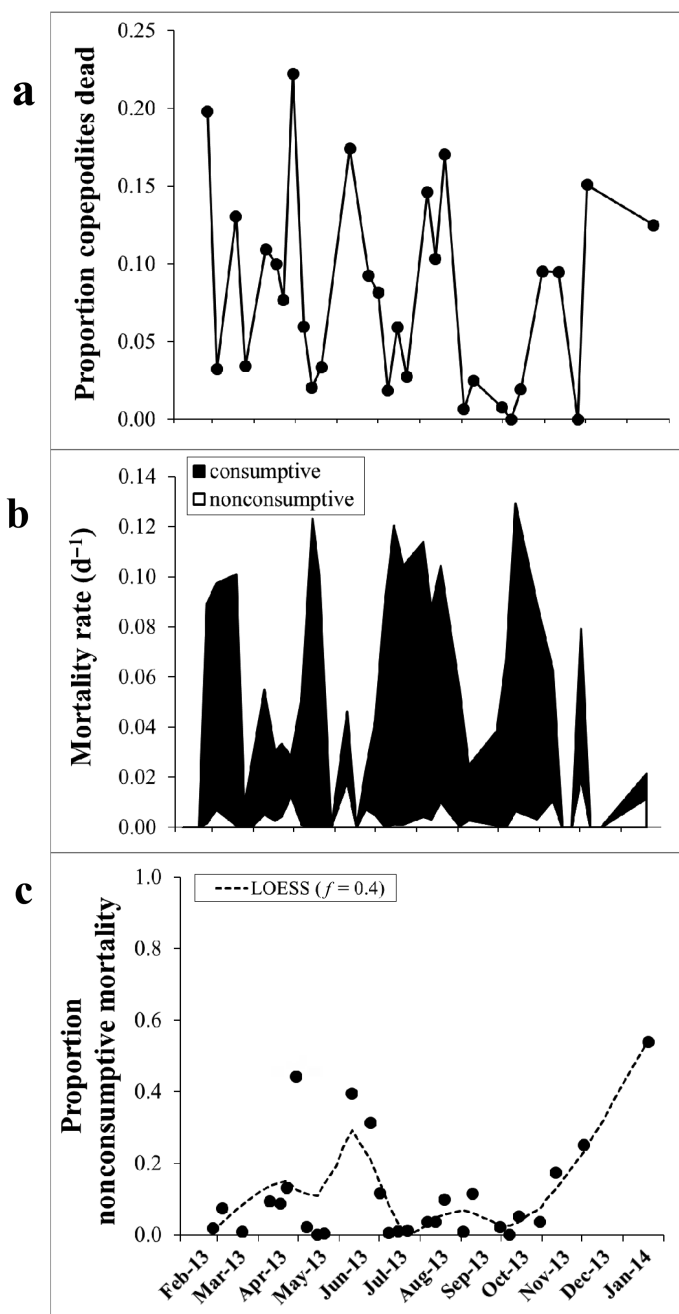 a
Proportion copepodites dead
0.25
0.20
0.15
0.10
0.05
0.00
b
Mortality rate (d⁻¹)
0.14
0.12
0.10
0.08
0.06
0.04
0.02
0.00
consumptive
nonconsumptive
c
Proportion
nonconsumptive mortality
1.0
0.8
0.6
0.4
0.2
0.0
LOESS (f = 0.4)
Feb-13
Mar-13
Apr-13
May-13
Jun-13
Jul-13
Aug-13
Sep-13
Oct-13
Nov-13
Dec-13
Jan-14